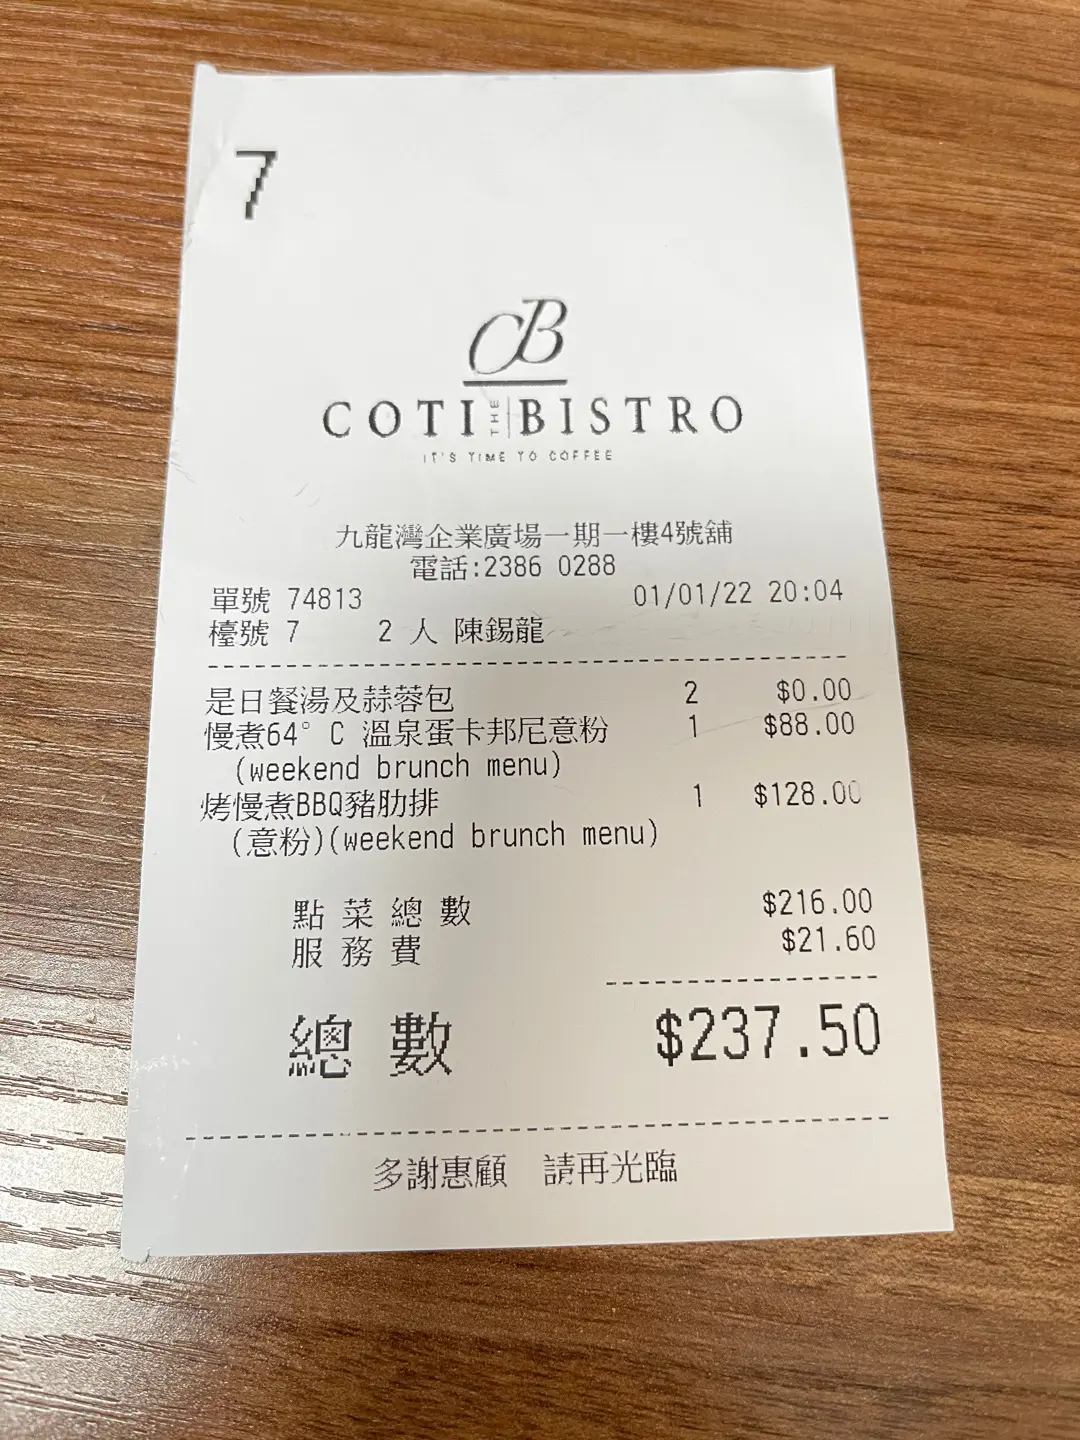 7
CB
COTI THE BISTRO
IT'S TIME TO COFFEE
九龍灣企業廣場一期一樓4號舖
電話:2386 0288
單號 74813 01/01/22 20:04
檯號 7 2 人 陳錫龍
是日餐湯及蒜蓉包 2 $0.00
慢煮64° C 溫泉蛋卡邦尼意粉 1 $88.00
(weekend brunch menu)
烤慢煮BBQ豬肋排 1 $128.00
(意粉)(weekend brunch menu)
點菜總數 $216.00
服務費 $21.60
總數 $237.50
多謝惠顧 請再光臨